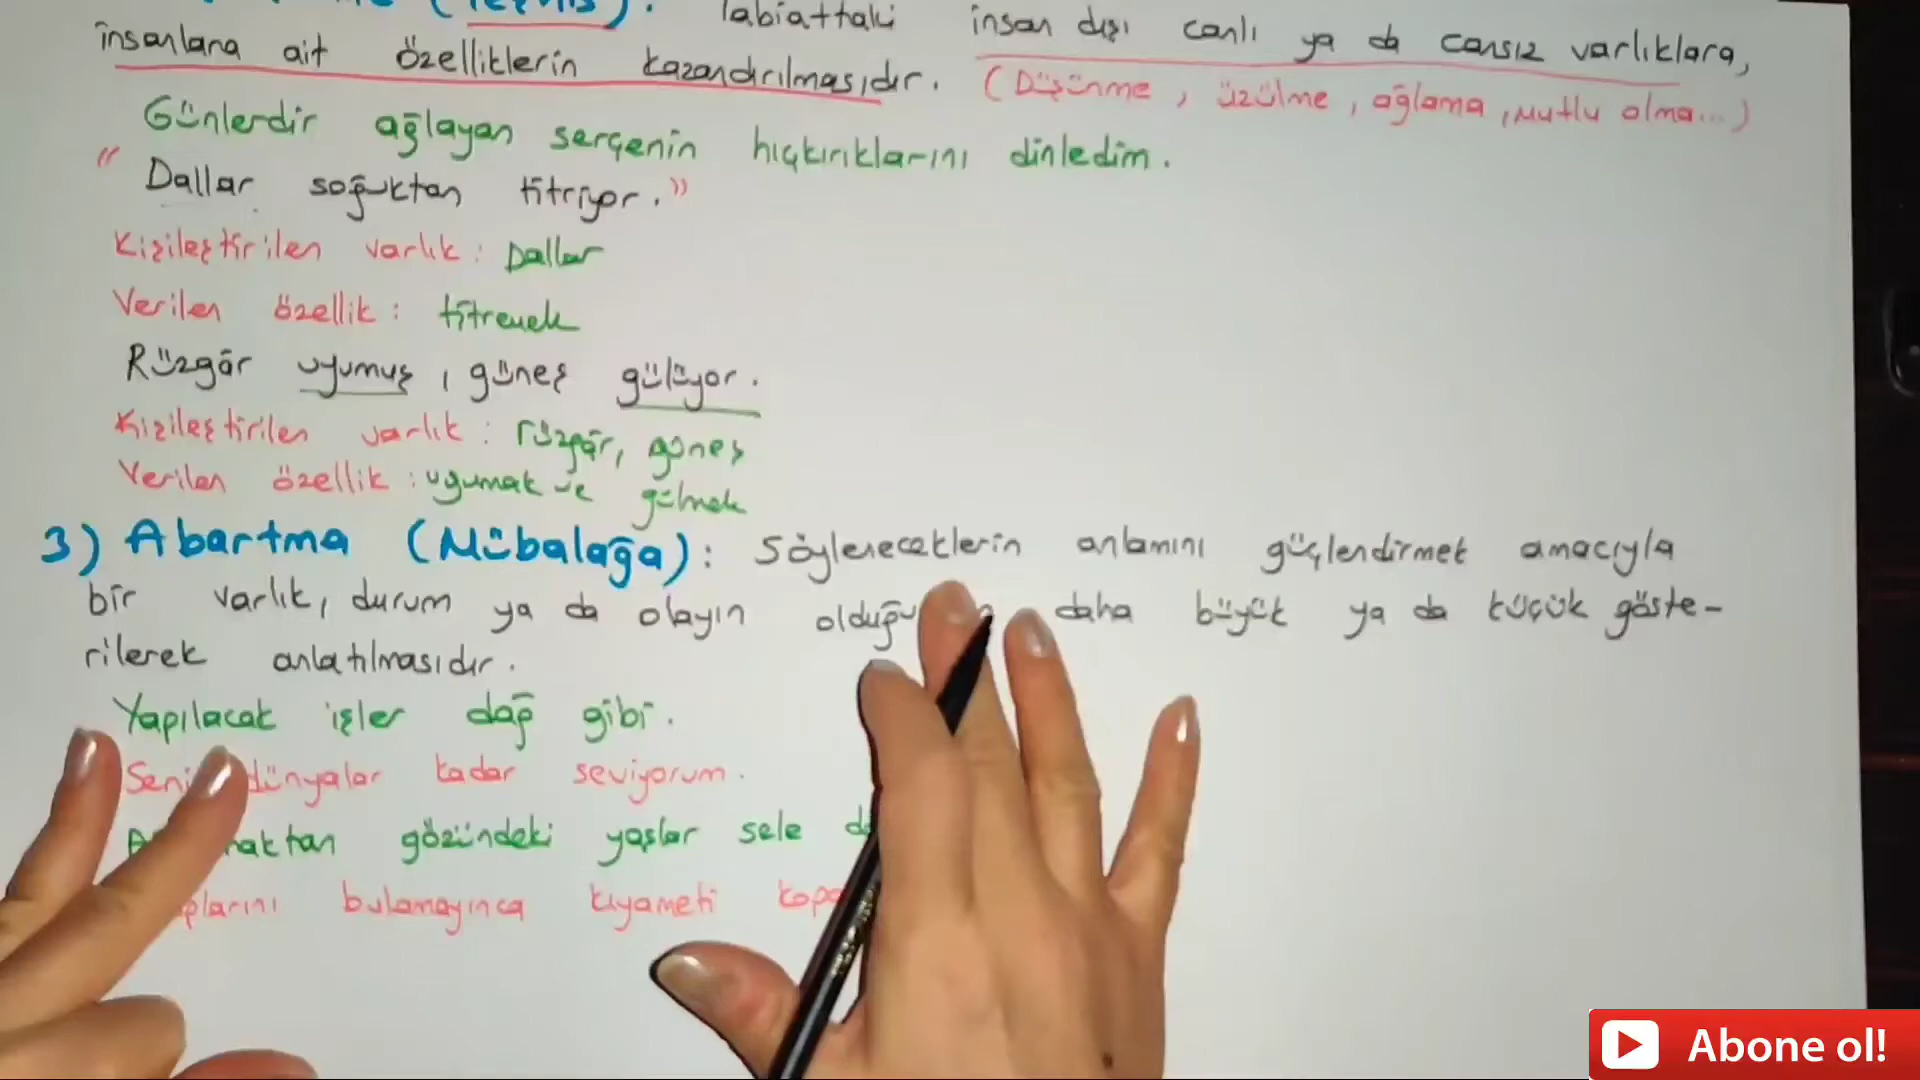 (Teşhis): Tabiattaki insan dışı canlı ya da cansız varlıklara,
insanlara ait özelliklerin kazandırılmasıdır. (Düşünme, üzülme, ağlama, mutlu olma...)
Günlerdir ağlayan serçenin hıçkırıklarını dinledim.
"Dallar soğuktan titriyor."
Kişileştirilen varlık: Dallar
Verilen özellik: titremek
Rüzgâr uyumuş, güneş gülüyor.
Kişileştirilen varlık: rüzgâr, güneş
Verilen özellik: uyumak ve gülmek
3) Abartma (Mübalağa): Söyleneceklerin anlamını güçlendirmek amacıyla
bir varlık, durum ya da olayın daha büyük ya da küçük göste-
rilerek anlatılmasıdır.
Yapılacak işler dağ gibi.
dünyalar kadar seviyorum.
gözündeki yaşlar sele
bulamayınca kıyameti
Abone ol!